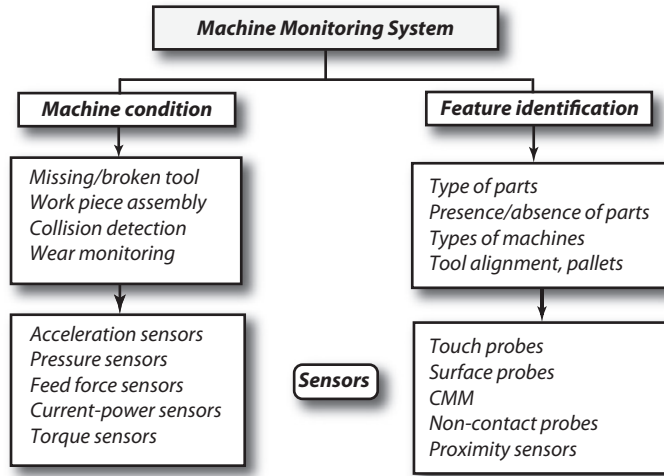 Machine Monitoring System
Machine condition
Missing/broken tool
Work piece assembly
Collision detection
Wear monitoring
Acceleration sensors
Pressure sensors
Feed force sensors
Current-power sensors
Torque sensors
Sensors
Feature identification
Type of parts
Presence/absence of parts
Types of machines
Tool alignment, pallets
Touch probes
Surface probes
CMM
Non-contact probes
Proximity sensors